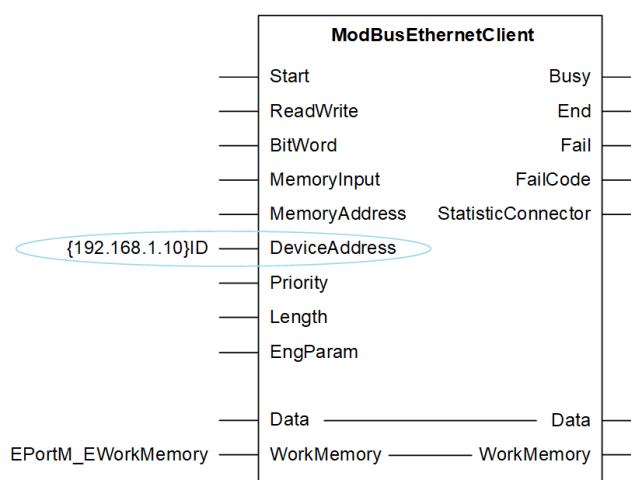 ModBusEthernetClient
Start Busy
ReadWrite End
BitWord Fail
MemoryInput FailCode
MemoryAddress StatisticConnector
{192.168.1.10}ID DeviceAddress
Priority
Length
EngParam
Data Data
EPortM_EWorkMemory WorkMemory WorkMemory